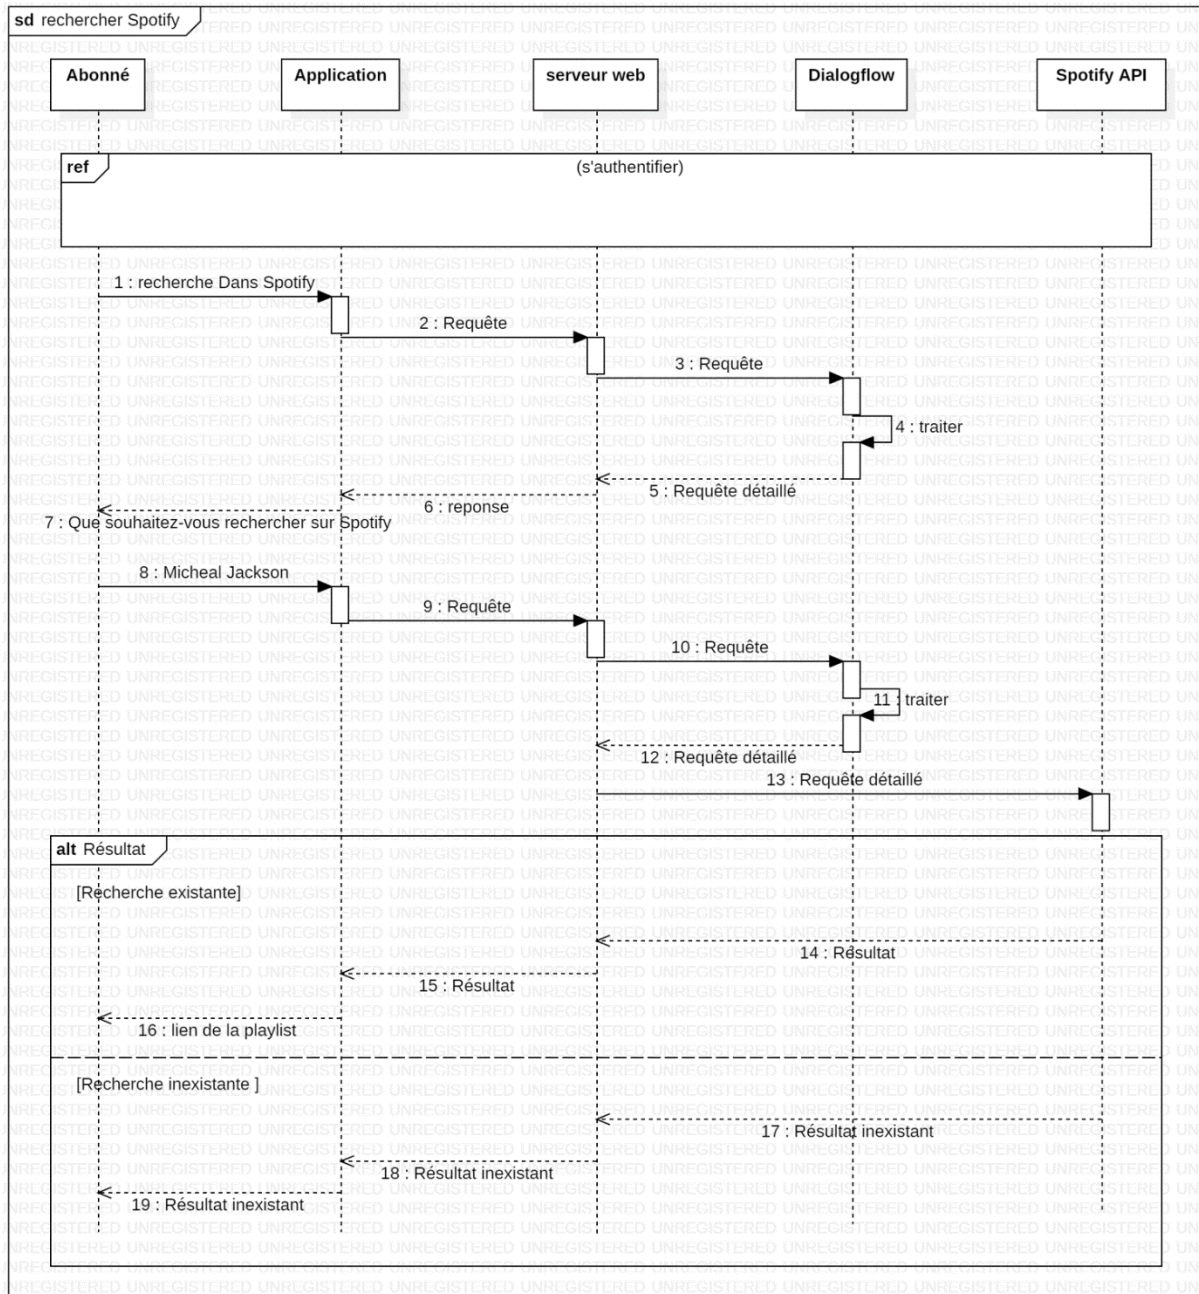 sd rechercher Spotify
Abonné
Application
serveur web
Dialogflow
Spotify API
ref
(s'authentifier)
1 : recherche Dans Spotify
2 : Requête
3 : Requête
4 : traiter
5 : Requête détaillé
6 : reponse
7 : Que souhaitez-vous rechercher sur Spotify
8 : Micheal Jackson
9 : Requête
10 : Requête
11 : traiter
12 : Requête détaillé
13 : Requête détaillé
alt Résultat
[Recherche existante]
14 : Résultat
15 : Résultat
16 : lien de la playlist
[Recherche inexistante ]
17 : Résultat inexistant
18 : Résultat inexistant
19 : Résultat inexistant
UNREGISTERED